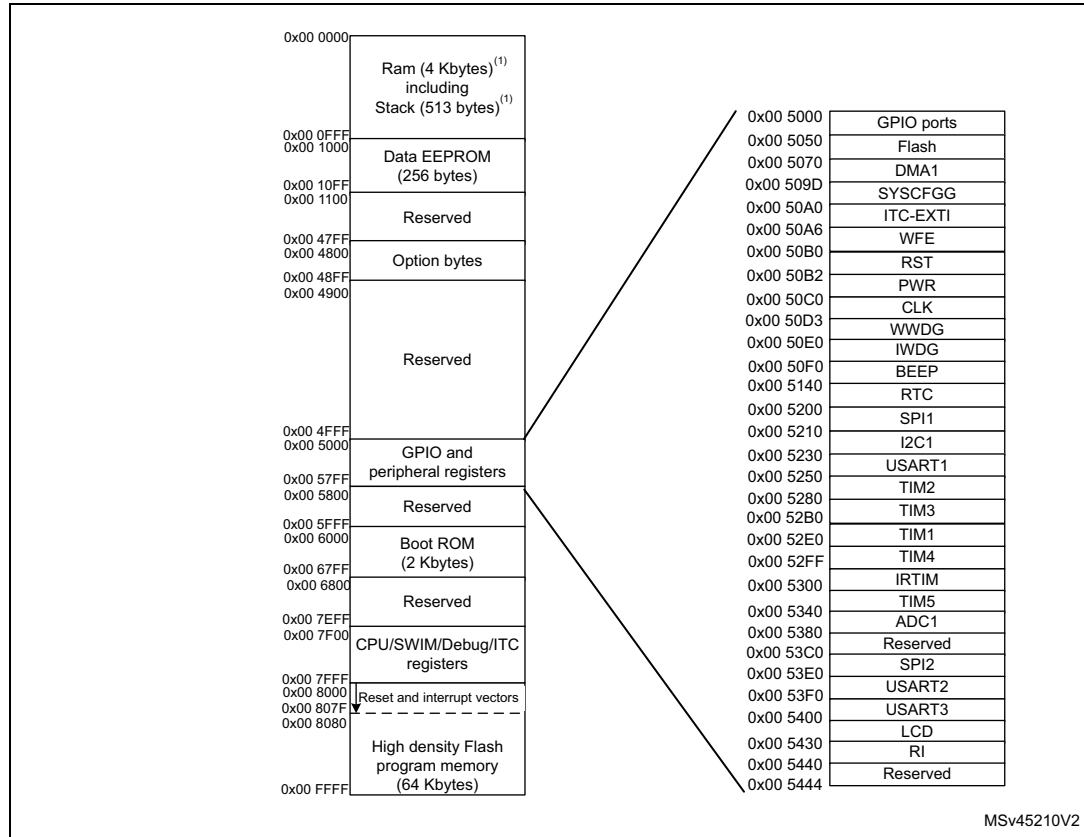 0x00 0000
Ram (4 Kbytes)(1)
including
Stack (513 bytes)(1)
0x00 0FFF
0x00 1000
Data EEPROM
(256 bytes)
0x00 10FF
0x00 1100
Reserved
0x00 47FF
0x00 4800
Option bytes
0x00 48FF
0x00 4900
Reserved
0x00 4FFF
0x00 5000
GPIO and
peripheral registers
0x00 57FF
0x00 5800
Reserved
0x00 5FFF
0x00 6000
Boot ROM
(2 Kbytes)
0x00 67FF
0x00 6800
Reserved
0x00 7EFF
0x00 7F00
CPU/SWIM/Debug/ITC
registers
0x00 7FFF
0x00 8000
Reset and interrupt vectors
0x00 807F
0x00 8080
High density Flash
program memory
(64 Kbytes)
0x00 FFFF
0x00 5000
GPIO ports
0x00 5050
Flash
0x00 5070
DMA1
0x00 509D
SYSCFGG
0x00 50A0
ITC-EXTI
0x00 50A6
WFE
0x00 50B0
RST
0x00 50B2
PWR
0x00 50C0
CLK
0x00 50D3
WWDG
0x00 50E0
IWDG
0x00 50F0
BEEP
0x00 5140
RTC
0x00 5200
SPI1
0x00 5210
I2C1
0x00 5230
USART1
0x00 5250
TIM2
0x00 5280
TIM3
0x00 52B0
TIM1
0x00 52E0
TIM4
0x00 52FF
IRTIM
0x00 5300
TIM5
0x00 5340
ADC1
0x00 5380
Reserved
0x00 53C0
SPI2
0x00 53E0
USART2
0x00 53F0
USART3
0x00 5400
LCD
0x00 5430
RI
0x00 5440
Reserved
0x00 5444
MSv45210V2